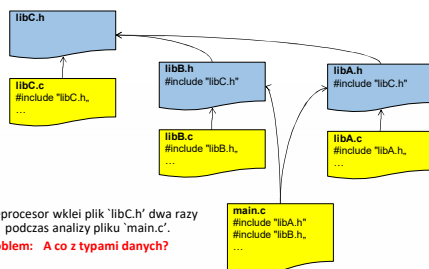 libC.h
libC.c
#include "libC.h„
...
libB.h
#include "libC.h"
libA.h
#include "libC.h"
libB.c
#include "libB.h„
...
libA.c
#include "libA.h„
...
main.c
#include "libA.h"
#include "libB.h„
...
procesor wklei plik `libC.h' dwa razy
podczas analizy pliku `main.c'.
blem: A co z typami danych?